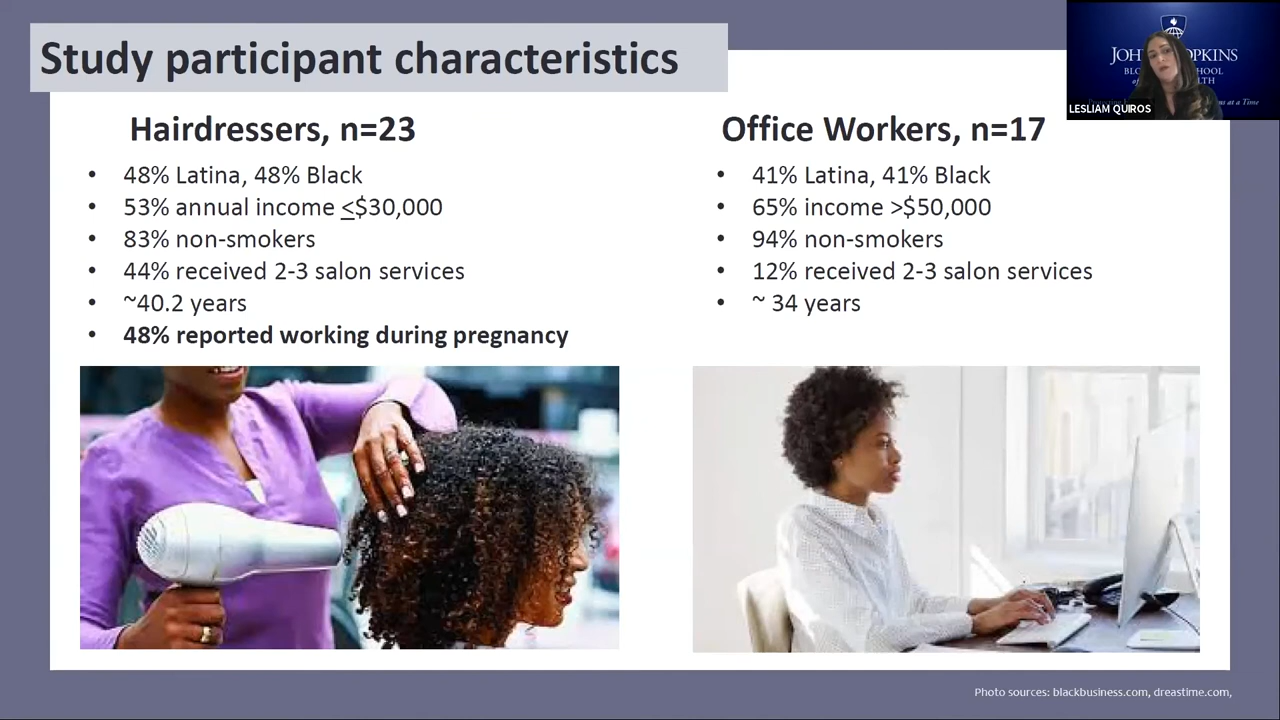 Study participant characteristics
LESLIAM QUIROS
Hairdressers, n=23
• 48% Latina, 48% Black
• 53% annual income <$30,000
• 83% non-smokers
• 44% received 2-3 salon services
• ~40.2 years
• 48% reported working during pregnancy
Office Workers, n=17
• 41% Latina, 41% Black
• 65% income >$50,000
• 94% non-smokers
• 12% received 2-3 salon services
• ~ 34 years
Photo sources: blackbusiness.com, dreastime.com,